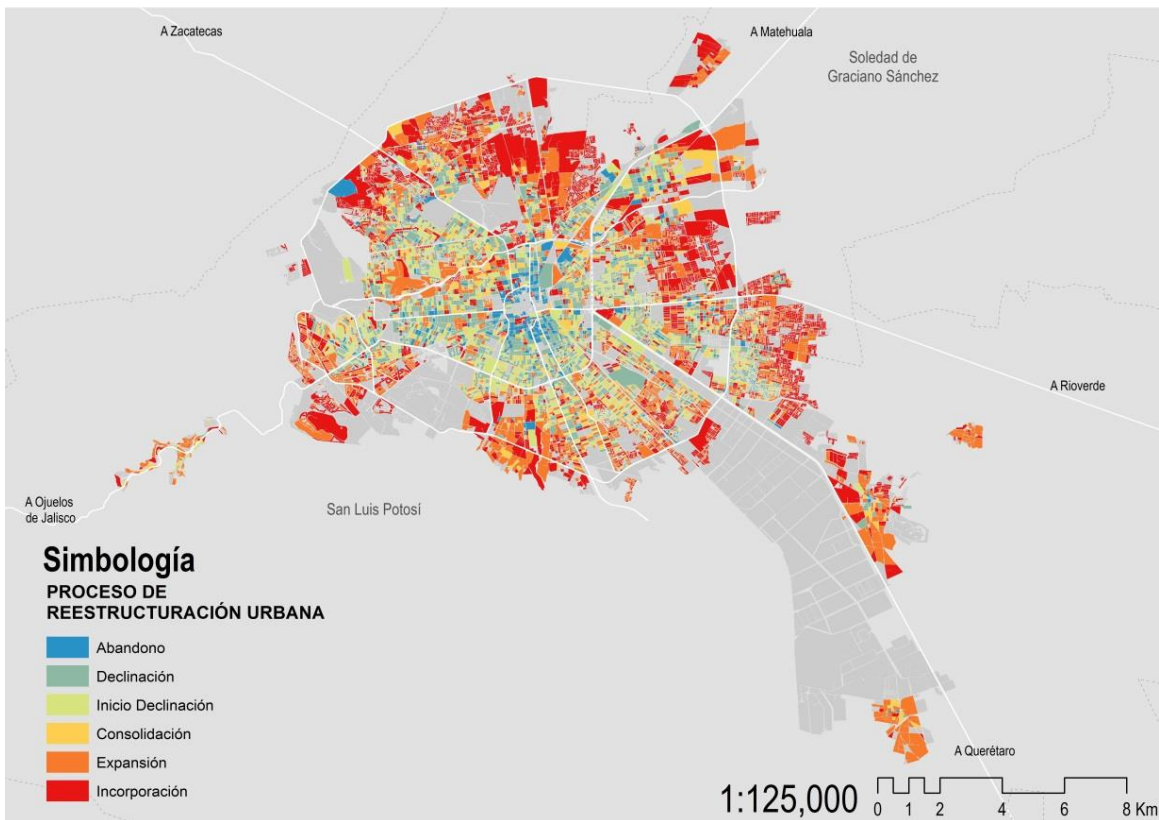 A Zacatecas
A Matehuala
Soledad de
Graciano Sánchez
A Rioverde
A Ojuelos
de Jalisco
San Luis Potosí
Simbología
PROCESO DE
REESTRUCTURACIÓN URBANA
Abandono
Declinación
Inicio Declinación
Consolidación
Expansión
Incorporación
A Querétaro
1:125,000
0 1 2 4 6 8 Km